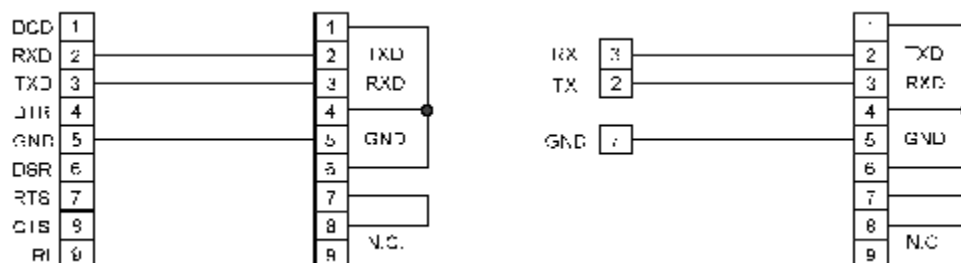 DCD 1 1
RXD 2 2 TXD RX 3 2 TXD
TXD 3 3 RXD TX 2 3 RXD
DTR 4 4 4
GND 5 5 GND GND 7 5 GND
DSR 6 6 6
RTS 7 7 7
CTS 8 8 8
RI 9 9 N.C. 9 N.C